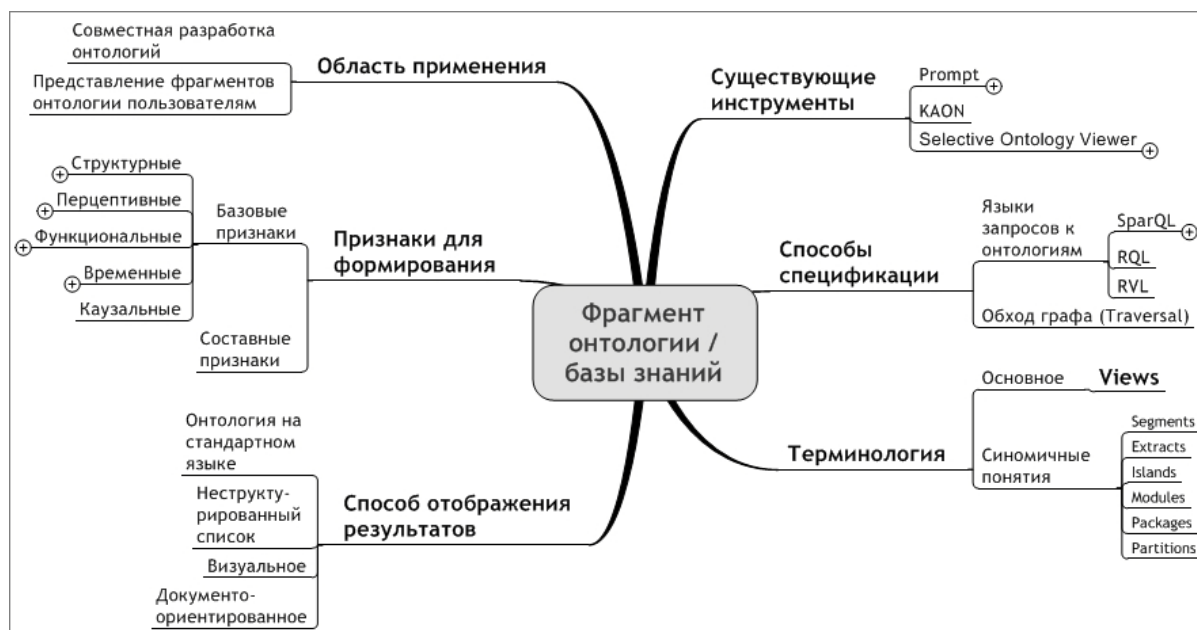 Фрагмент
онтологии /
базы знаний
Область применения
Совместная разработка
онтологий
Представление фрагментов
онтологии пользователям
Признаки для
формирования
Базовые
признаки
Структурные
Перцептивные
Функциональные
Временные
Каузальные
Составные
признаки
Способ отображения
результатов
Онтология на
стандартном
языке
Неструкту-
рированный
список
Визуальное
Документо-
ориентированное
Существующие
инструменты
Prompt
KAON
Selective Ontology Viewer
Способы
спецификации
Языки
запросов к
онтологиям
SparQL
RQL
RVL
Обход графа (Traversal)
Терминология
Основное
Views
Синомичные
понятия
Segments
Extracts
Islands
Modules
Packages
Partitions